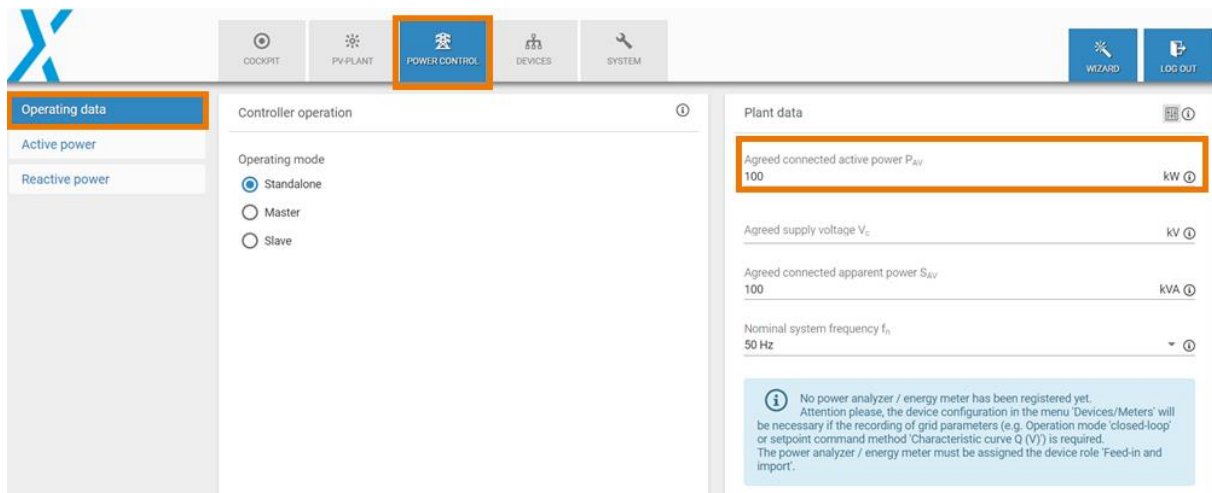 COCKPIT
PV-PLANT
POWER CONTROL
DEVICES
SYSTEM
WIZARD
LOG OUT
Operating data
Active power
Reactive power
Controller operation
Operating mode
Standalone
Master
Slave
Plant data
Agreed connected active power P_AV
100 kW
Agreed supply voltage V_c
kV
Agreed connected apparent power S_AV
100 kVA
Nominal system frequency f_n
50 Hz
No power analyzer / energy meter has been registered yet.
Attention please, the device configuration in the menu 'Devices/Meters' will
be necessary if the recording of grid parameters (e.g. Operation mode 'closed-loop'
or setpoint command method 'Characteristic curve Q (V)') is required.
The power analyzer / energy meter must be assigned the device role 'Feed-in and
import'.